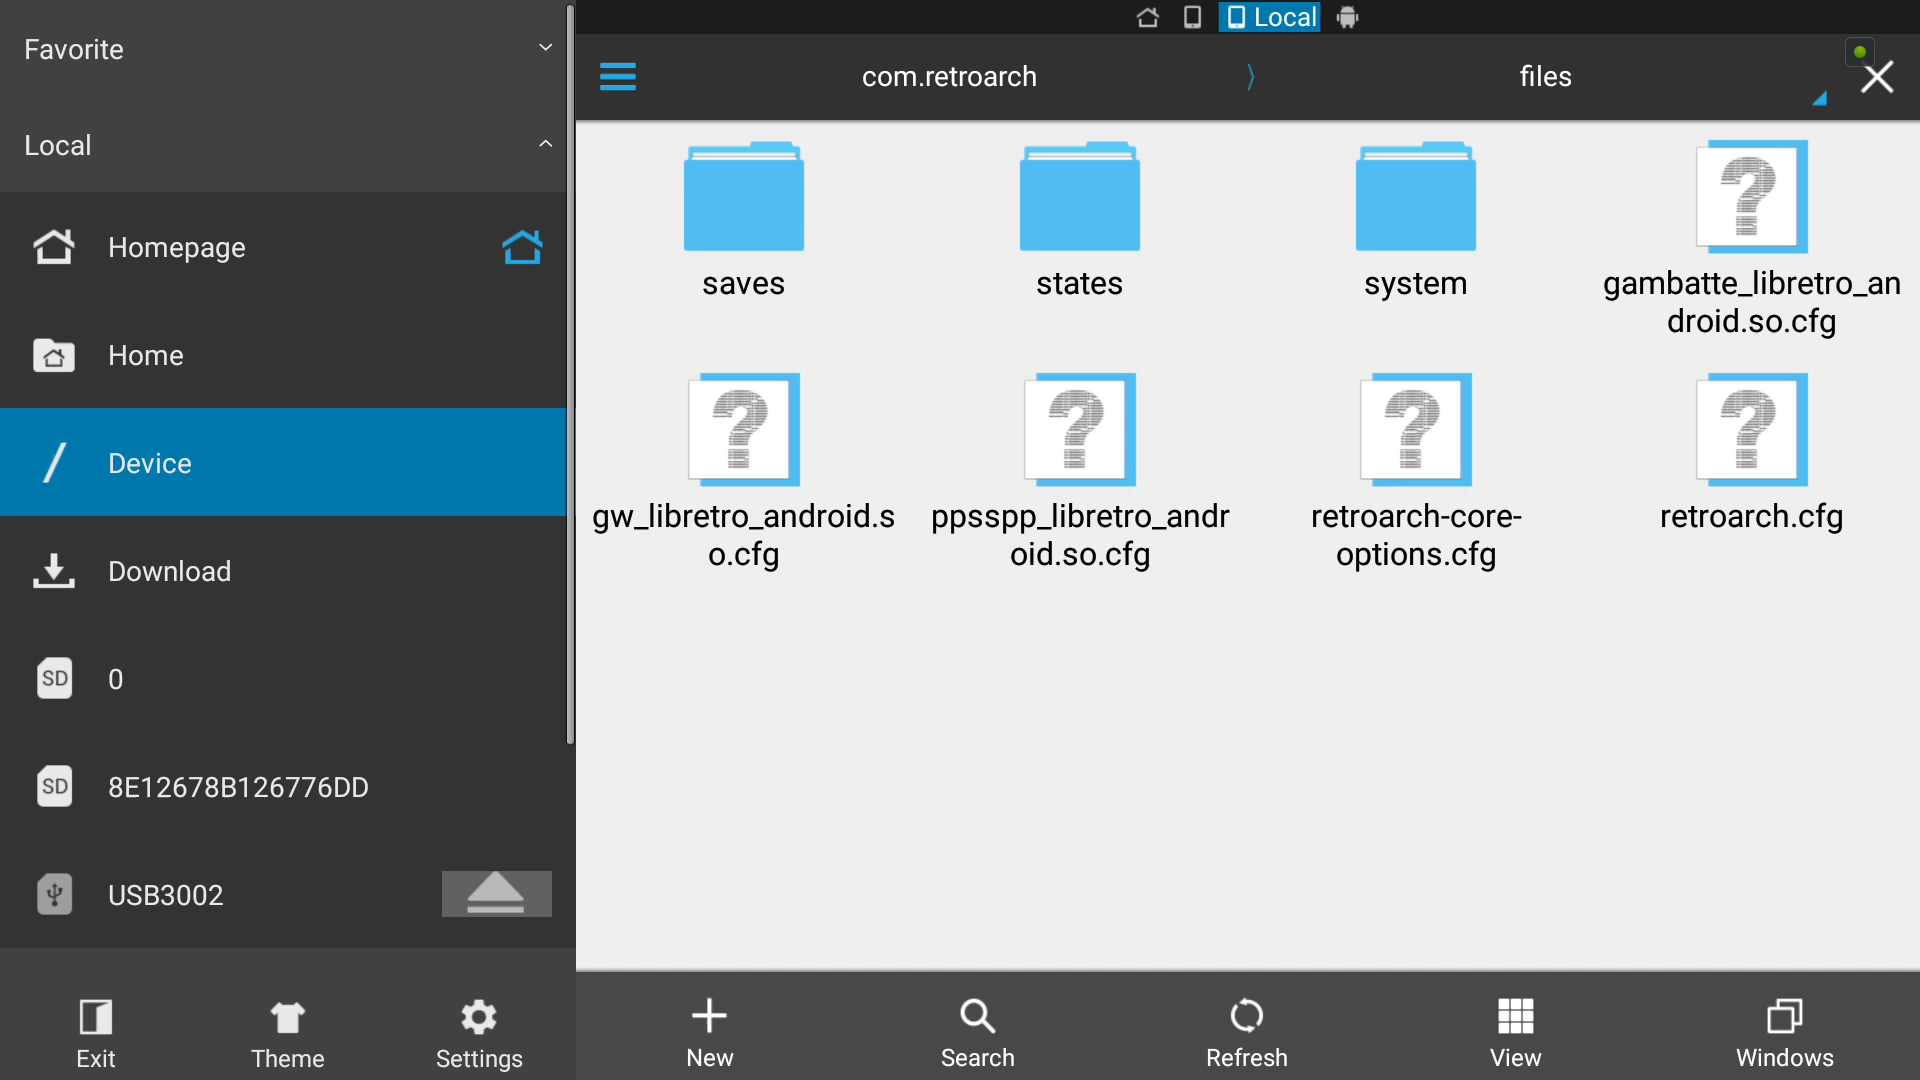 Favorite
Local
Homepage
Home
Device
Download
SD 0
SD 8E12678B126776DD
USB3002
Exit Theme Settings
Local
com.retroarch files
saves states system gambatte_libretro_an
droid.so.cfg
gw_libretro_android.s
o.cfg
ppsspp_libretro_andr
oid.so.cfg
retroarch-core-
options.cfg
retroarch.cfg
New Search Refresh View Windows